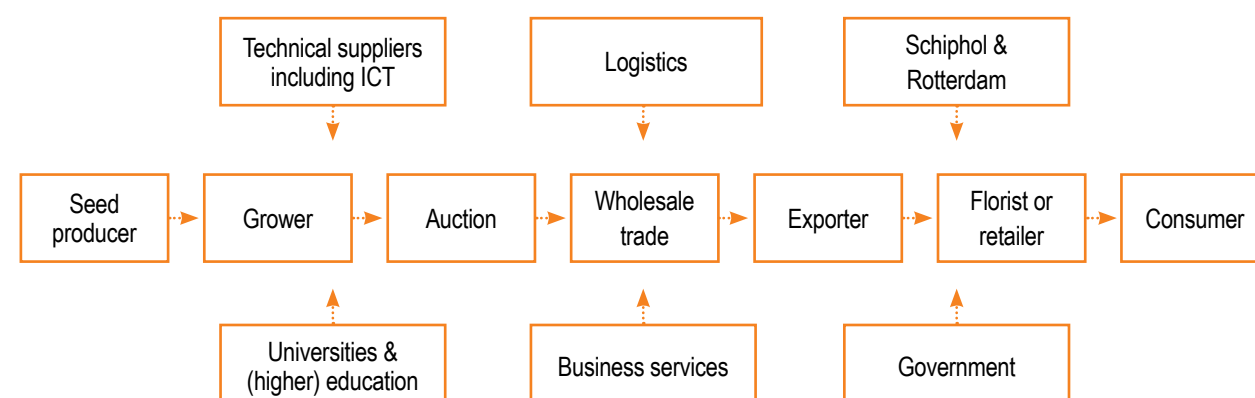 Technical suppliers
including ICT
Logistics
Schiphol &
Rotterdam
Seed
producer
Grower
Auction
Wholesale
trade
Exporter
Florist or
retailer
Consumer
Universities &
(higher) education
Business services
Government